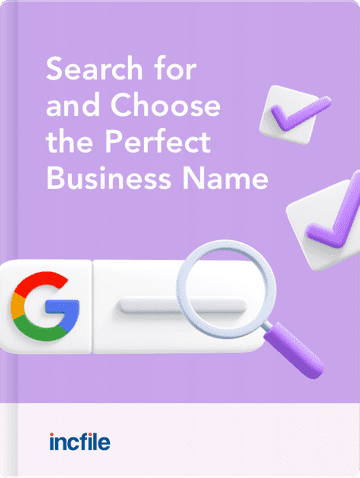 Search for
and Choose
the Perfect
Business Name
G
incfile